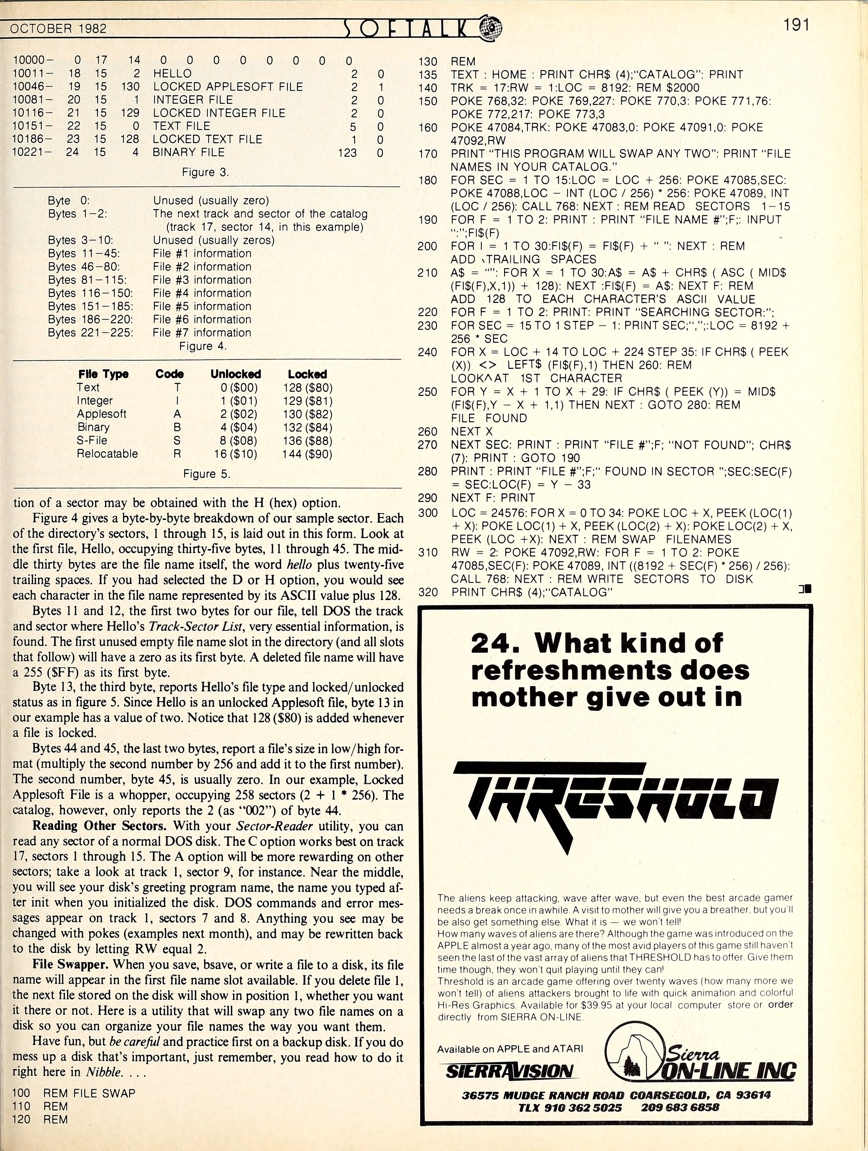 OCTOBER 1982
SOFTALK
191
10000– 0 17 14 0 0 0 0 0 0 0 0
10011– 18 15 2 HELLO 2 0
10046– 19 15 130 LOCKED APPLESOFT FILE 2 1
10081– 20 15 1 INTEGER FILE 2 0
10116– 21 15 129 LOCKED INTEGER FILE 2 0
10151– 22 15 0 TEXT FILE 5 0
10186– 23 15 128 LOCKED TEXT FILE 1 0
10221– 24 15 4 BINARY FILE 123 0
Figure 3.
Byte 0: Unused (usually zero)
Bytes 1–2: The next track and sector of the catalog
(track 17, sector 14, in this example)
Bytes 3–10: Unused (usually zeros)
Bytes 11–45: File #1 information
Bytes 46–80: File #2 information
Bytes 81–115: File #3 information
Bytes 116–150: File #4 information
Bytes 151–185: File #5 information
Bytes 186–220: File #6 information
Bytes 221–225: File #7 information
Figure 4.
File Type Code Unlocked Locked
Text T 0 ($00) 128 ($80)
Integer I 1 ($01) 129 ($81)
Applesoft A 2 ($02) 130 ($82)
Binary B 4 ($04) 132 ($84)
S-File S 8 ($08) 136 ($88)
Relocatable R 16 ($10) 144 ($90)
Figure 5.
tion of a sector may be obtained with the H (hex) option.
Figure 4 gives a byte-by-byte breakdown of our sample sector. Each
of the directory's sectors, 1 through 15, is laid out in this form. Look at
the first file, Hello, occupying thirty-five bytes, 11 through 45. The mid-
dle thirty bytes are the file name itself, the word hello plus twenty-five
trailing spaces. If you had selected the D or H option, you would see
each character in the file name represented by its ASCII value plus 128.
Bytes 11 and 12, the first two bytes for our file, tell DOS the track
and sector where Hello's Track-Sector List, very essential information, is
found. The first unused empty file name slot in the directory (and all slots
that follow) will have a zero as its first byte. A deleted file name will have
a 255 ($FF) as its first byte.
Byte 13, the third byte, reports Hello's file type and locked/unlocked
status as in figure 5. Since Hello is an unlocked Applesoft file, byte 13 in
our example has a value of two. Notice that 128 ($80) is added whenever
a file is locked.
Bytes 44 and 45, the last two bytes, report a file's size in low/high for-
mat (multiply the second number by 256 and add it to the first number).
The second number, byte 45, is usually zero. In our example, Locked
Applesoft File is a whopper, occupying 258 sectors (2 + 1 * 256). The
catalog, however, only reports the 2 (as "002") of byte 44.
Reading Other Sectors. With your Sector-Reader utility, you can
read any sector of a normal DOS disk. The C option works best on track
17, sectors 1 through 15. The A option will be more rewarding on other
sectors; take a look at track 1, sector 9, for instance. Near the middle,
you will see your disk's greeting program name, the name you typed af-
ter init when you initialized the disk. DOS commands and error mes-
sages appear on track 1, sectors 7 and 8. Anything you see may be
changed with pokes (examples next month), and may be rewritten back
to the disk by letting RW equal 2.
File Swapper. When you save, bsave, or write a file to a disk, its file
name will appear in the first file name slot available. If you delete file 1,
the next file stored on the disk will show in position 1, whether you want
it there or not. Here is a utility that will swap any two file names on a
disk so you can organize your file names the way you want them.
Have fun, but be careful and practice first on a backup disk. If you do
mess up a disk that's important, just remember, you read how to do it
right here in Nibble. . . .
100 REM FILE SWAP
110 REM
120 REM
130 REM
135 TEXT : HOME : PRINT CHR$ (4);"CATALOG": PRINT
140 TRK = 17:RW = 1:LOC = 8192: REM $2000
150 POKE 768,32: POKE 769,227: POKE 770,3: POKE 771,76:
POKE 772,217: POKE 773,3
160 POKE 47084,TRK: POKE 47083,0: POKE 47091,0: POKE
47092,RW
170 PRINT "THIS PROGRAM WILL SWAP ANY TWO": PRINT "FILE
NAMES IN YOUR CATALOG."
180 FOR SEC = 1 TO 15:LOC = LOC + 256: POKE 47085,SEC:
POKE 47088,LOC – INT (LOC / 256) * 256: POKE 47089, INT
(LOC / 256): CALL 768: NEXT : REM READ SECTORS 1–15
190 FOR F = 1 TO 2: PRINT : PRINT "FILE NAME #";F;: INPUT
":";FI$(F)
200 FOR I = 1 TO 30:FI$(F) = FI$(F) + " ": NEXT : REM
ADD TRAILING SPACES
210 A$ = "": FOR X = 1 TO 30:A$ = A$ + CHR$ ( ASC ( MID$
(FI$(F),X,1)) + 128): NEXT :FI$(F) = A$: NEXT F: REM
ADD 128 TO EACH CHARACTER'S ASCII VALUE
220 FOR F = 1 TO 2: PRINT: PRINT "SEARCHING SECTOR:";
230 FOR SEC = 15 TO 1 STEP – 1: PRINT SEC;",";:LOC = 8192 +
256 * SEC
240 FOR X = LOC + 14 TO LOC + 224 STEP 35: IF CHR$ ( PEEK
(X)) <> LEFT$ (FI$(F),1) THEN 260: REM
LOOK^AT 1ST CHARACTER
250 FOR Y = X + 1 TO X + 29: IF CHR$ ( PEEK (Y)) = MID$
(FI$(F),Y – X + 1,1) THEN NEXT : GOTO 280: REM
FILE FOUND
260 NEXT X
270 NEXT SEC: PRINT : PRINT "FILE #";F; "NOT FOUND"; CHR$
(7): PRINT : GOTO 190
280 PRINT : PRINT "FILE #";F;" FOUND IN SECTOR ";SEC:SEC(F)
= SEC:LOC(F) = Y – 33
290 NEXT F: PRINT
300 LOC = 24576: FOR X = 0 TO 34: POKE LOC + X, PEEK (LOC(1)
+ X): POKE LOC(1) + X, PEEK (LOC(2) + X): POKE LOC(2) + X,
PEEK (LOC +X): NEXT : REM SWAP FILENAMES
310 RW = 2: POKE 47092,RW: FOR F = 1 TO 2: POKE
47085,SEC(F): POKE 47089, INT ((8192 + SEC(F) * 256) / 256):
CALL 768: NEXT : REM WRITE SECTORS TO DISK
320 PRINT CHR$ (4);"CATALOG"
24. What kind of
refreshments does
mother give out in
THRESHOLD
The aliens keep attacking, wave after wave, but even the best arcade gamer
needs a break once in awhile. A visit to mother will give you a breather, but you'll
be also get something else. What it is — we won't tell!
How many waves of aliens are there? Although the game was introduced on the
APPLE almost a year ago, many of the most avid players of this game still haven't
seen the last of the vast array of aliens that THRESHOLD has to offer. Give them
time though, they won't quit playing until they can!
Threshold is an arcade game offering over twenty waves (how many more we
won't tell) of aliens attackers brought to life with quick animation and colorful
Hi-Res Graphics. Available for $39.95 at your local computer store or order
directly from SIERRA ON-LINE.
Available on APPLE and ATARI
SIERRAVISION
Sierra
ON-LINE INC
36575 MUDGE RANCH ROAD COARSEGOLD, CA 93614
TLX 910 362 5025 209 683 6858